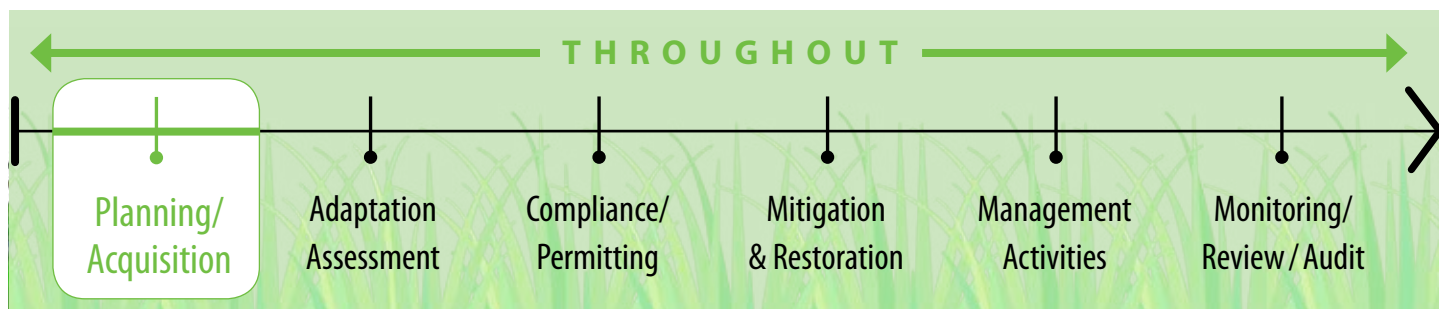 THROUGHOUT
Planning/
Acquisition
Adaptation
Assessment
Compliance/
Permitting
Mitigation
& Restoration
Management
Activities
Monitoring/
Review / Audit